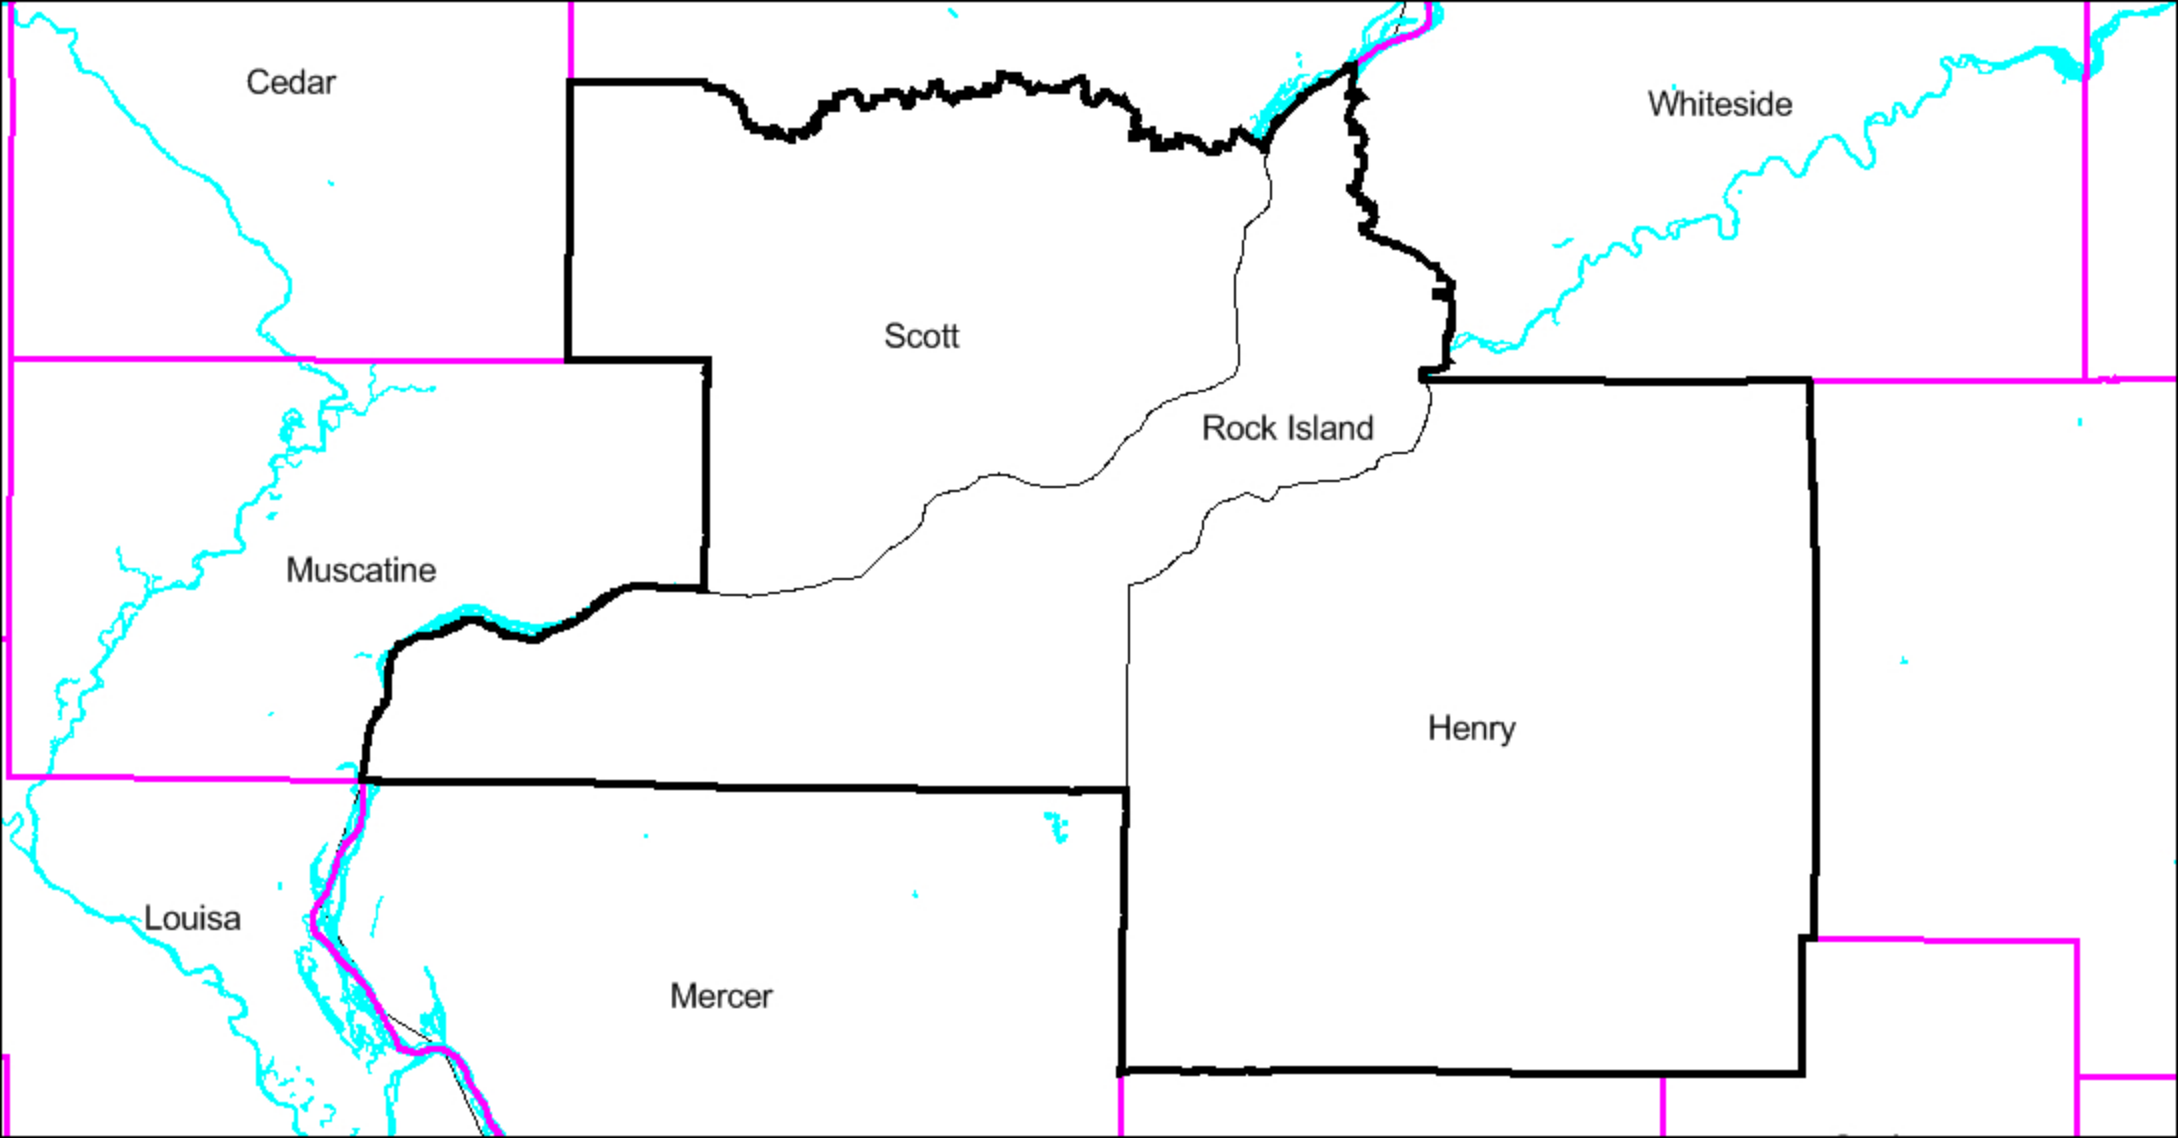 Cedar
Whiteside
Scott
Rock Island
Muscatine
Henry
Louisa
Mercer